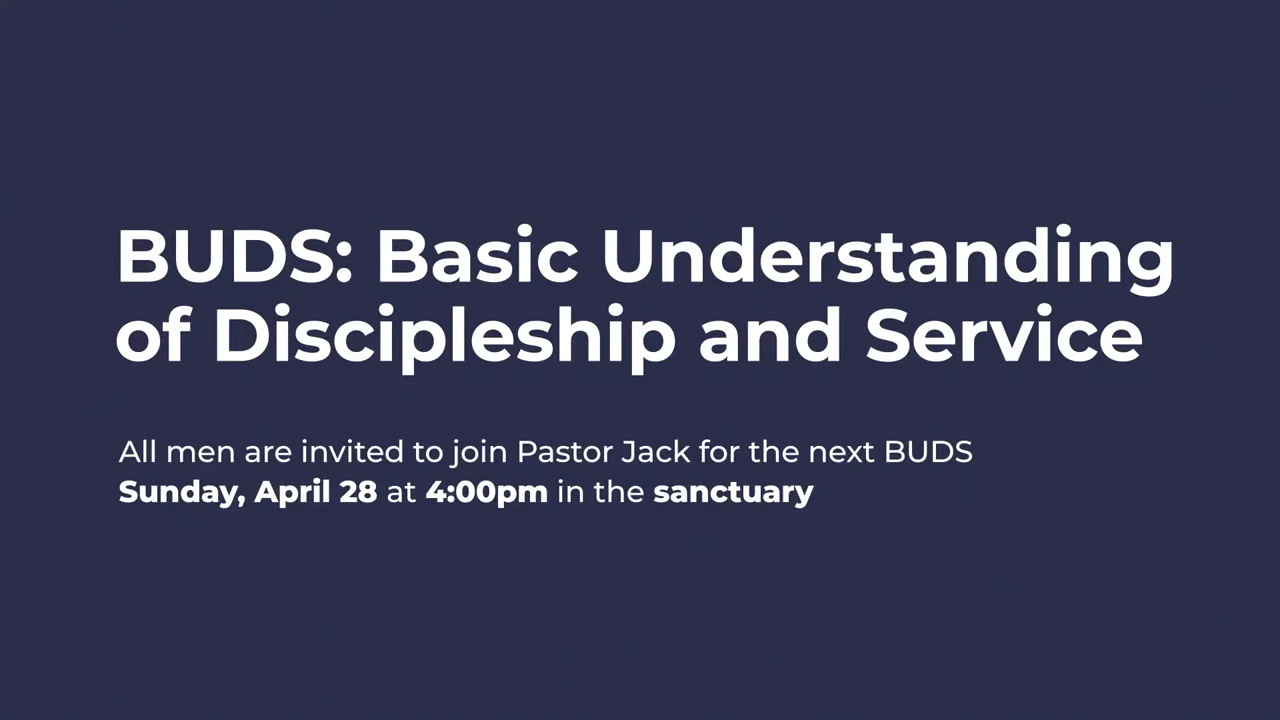 BUDS: Basic Understanding
of Discipleship and Service
All men are invited to join Pastor Jack for the next BUDS
Sunday, April 28 at 4:00pm in the sanctuary